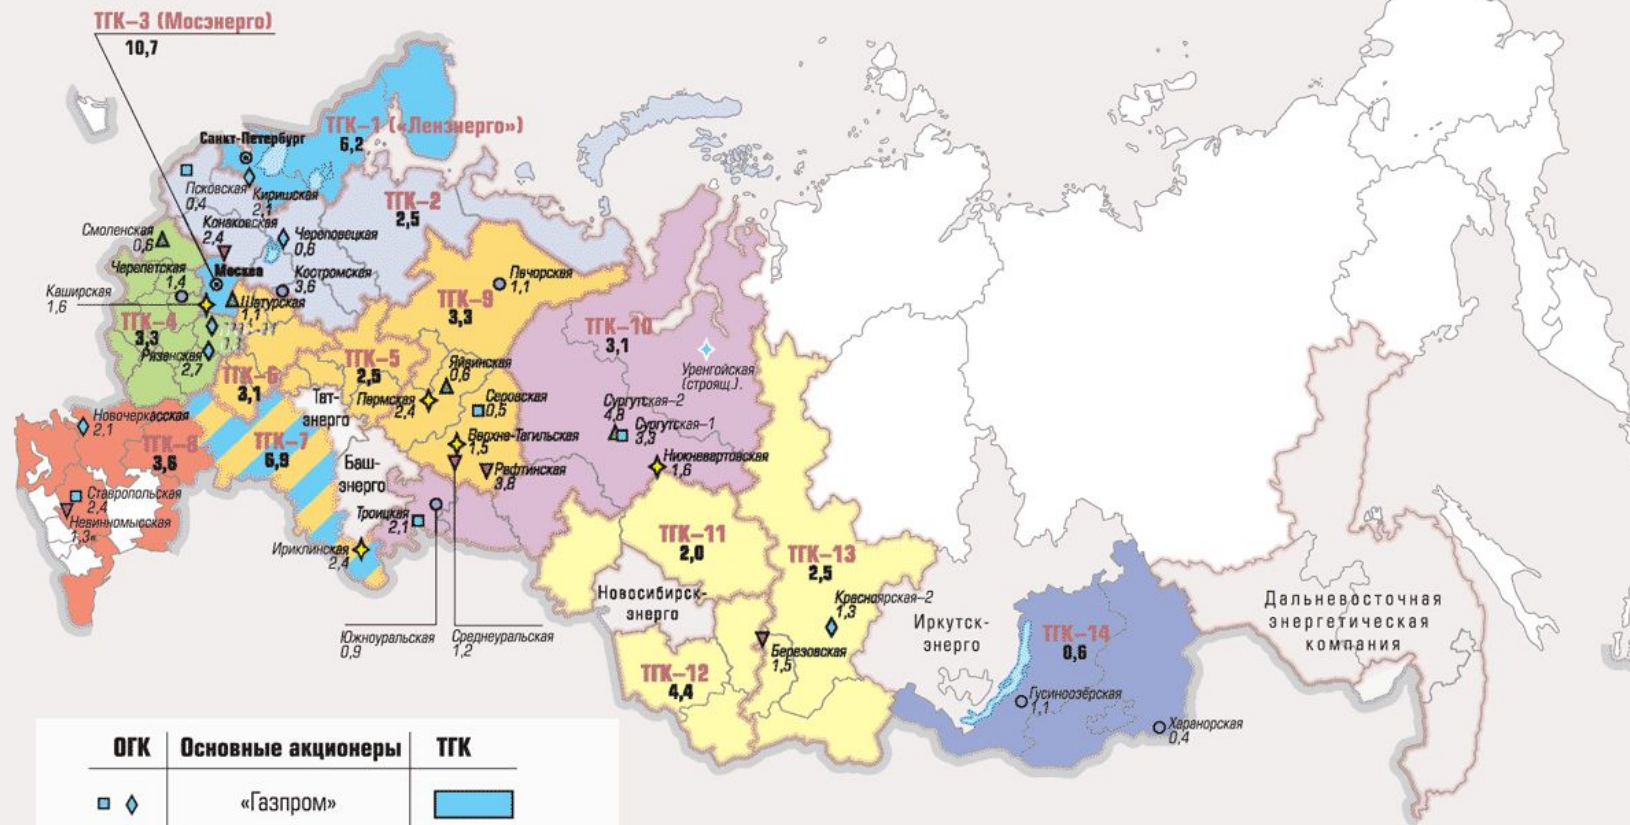 ТГК–3 (Мосэнерго)
10,7
Санкт-Петербург
ТГК–1 («Ленэнерго»)
6,2
Псковская
0,4
Киришская
2,1
ТГК–2
2,5
Смоленская
0,6
Конаковская
2,4
Череповецкая
0,6
Черепетская
1,4
Москва
Костромская
3,6
Печорская
1,1
Каширская
1,6
Шатурская
1,1
ТГК–9
3,3
ТГК–4
3,3
ТГК–10
3,1
Рязанская
2,7
ТГК–5
2,5
Яйвинская
0,6
Уренгойская
(строящ.).
ТГК–6
3,1
Тат-
энерго
Пермская
2,4
Серовская
0,5
Сургутская–2
4,8
Сургутская–1
3,3
Новочеркасская
2,1
ТГК–8
3,6
ТГК–7
6,9
Верхне-Тагильская
1,5
Баш-
энерго
Рефтинская
3,8
Нижневартовская
1,6
Ставропольская
2,4
Невинномысская
1,3
Троицкая
2,1
Ириклинская
2,4
ТГК–11
2,0
ТГК–13
2,5
Новосибирск-
энерго
Красноярская–2
1,3
Иркутск-
энерго
Дальневосточная
энергетическая
компания
Южноуральская
0,9
Среднеуральская
1,2
Березовская
1,5
ТГК–14
0,6
ТГК–12
4,4
Гусиноозёрская
1,1
Харанорская
0,4
ОГК Основные акционеры ТГК
«Газпром»